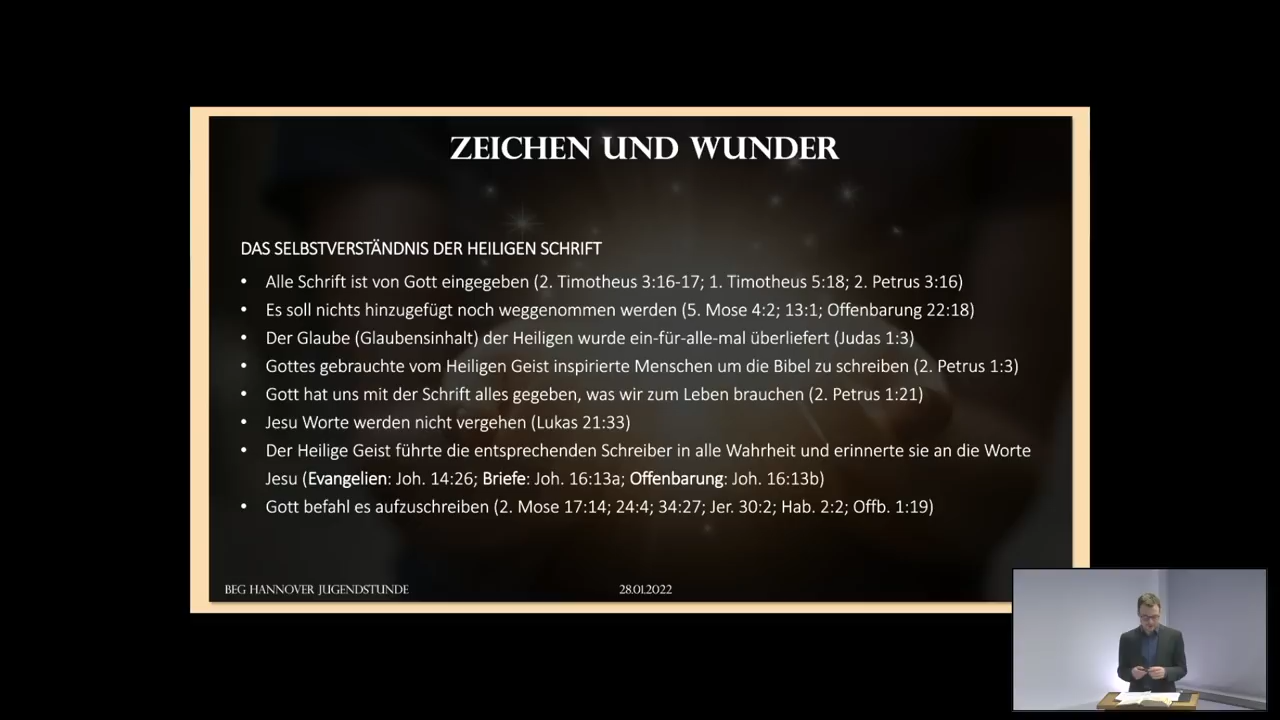 ZEICHEN UND WUNDER
DAS SELBSTVERSTÄNDNIS DER HEILIGEN SCHRIFT
• Alle Schrift ist von Gott eingegeben (2. Timotheus 3:16-17; 1. Timotheus 5:18; 2. Petrus 3:16)
• Es soll nichts hinzugefügt noch weggenommen werden (5. Mose 4:2; 13:1; Offenbarung 22:18)
• Der Glaube (Glaubensinhalt) der Heiligen wurde ein-für-alle-mal überliefert (Judas 1:3)
• Gottes gebrauchte vom Heiligen Geist inspirierte Menschen um die Bibel zu schreiben (2. Petrus 1:3)
• Gott hat uns mit der Schrift alles gegeben, was wir zum Leben brauchen (2. Petrus 1:21)
• Jesu Worte werden nicht vergehen (Lukas 21:33)
• Der Heilige Geist führte die entsprechenden Schreiber in alle Wahrheit und erinnerte sie an die Worte
Jesu (Evangelien: Joh. 14:26; Briefe: Joh. 16:13a; Offenbarung: Joh. 16:13b)
• Gott befahl es aufzuschreiben (2. Mose 17:14; 24:4; 34:27; Jer. 30:2; Hab. 2:2; Offb. 1:19)
BEG HANNOVER JUGENDSTUNDE
28.01.2022